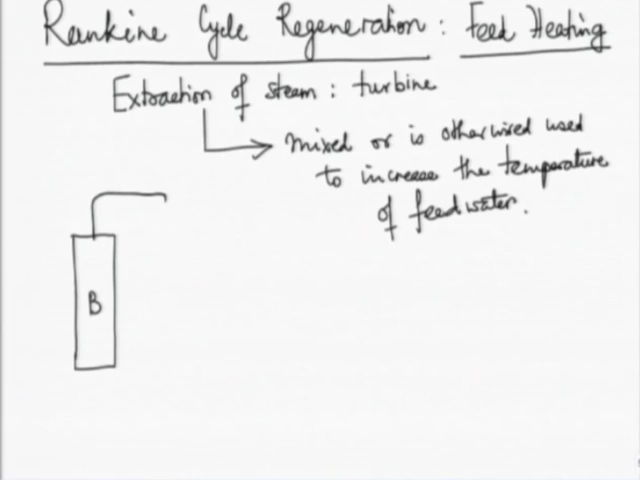 Rankine Cycle Regeneration : Feed Heating
Extraction of steam : turbine
mixed or is otherwised used
to increase the temperature
of feedwater.
B